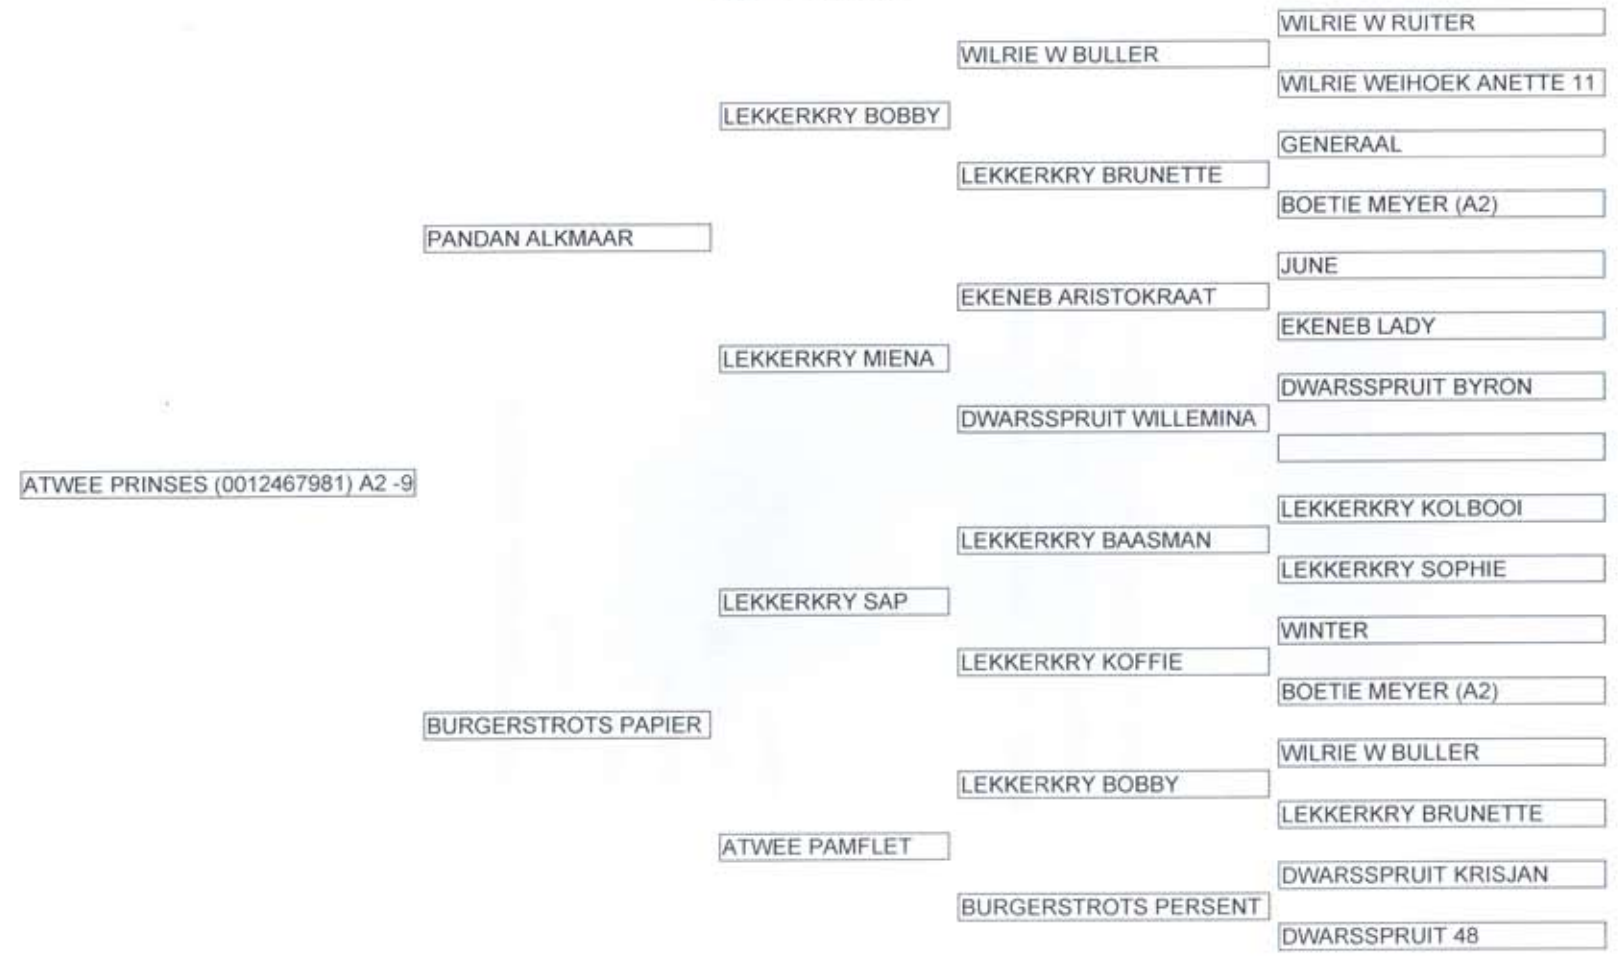 WILRIE W RUITER
WILRIE W BULLER
WILRIE WEIHOEK ANETTE 11
LEKKERKRY BOBBY
GENERAAL
LEKKERKRY BRUNETTE
BOETIE MEYER (A2)
PANDAN ALKMAAR
JUNE
EKENEB ARISTOKRAAT
EKENEB LADY
LEKKERKRY MIENA
DWARSSPRUIT BYRON
DWARSSPRUIT WILLEMINA
ATWEE PRINSES (0012467981) A2 -9
LEKKERKRY KOLBOOI
LEKKERKRY BAASMAN
LEKKERKRY SOPHIE
LEKKERKRY SAP
WINTER
LEKKERKRY KOFFIE
BOETIE MEYER (A2)
BURGERSTROTS PAPIER
WILRIE W BULLER
LEKKERKRY BOBBY
LEKKERKRY BRUNETTE
ATWEE PAMFLET
DWARSSPRUIT KRISJAN
BURGERSTROTS PERSENT
DWARSSPRUIT 48